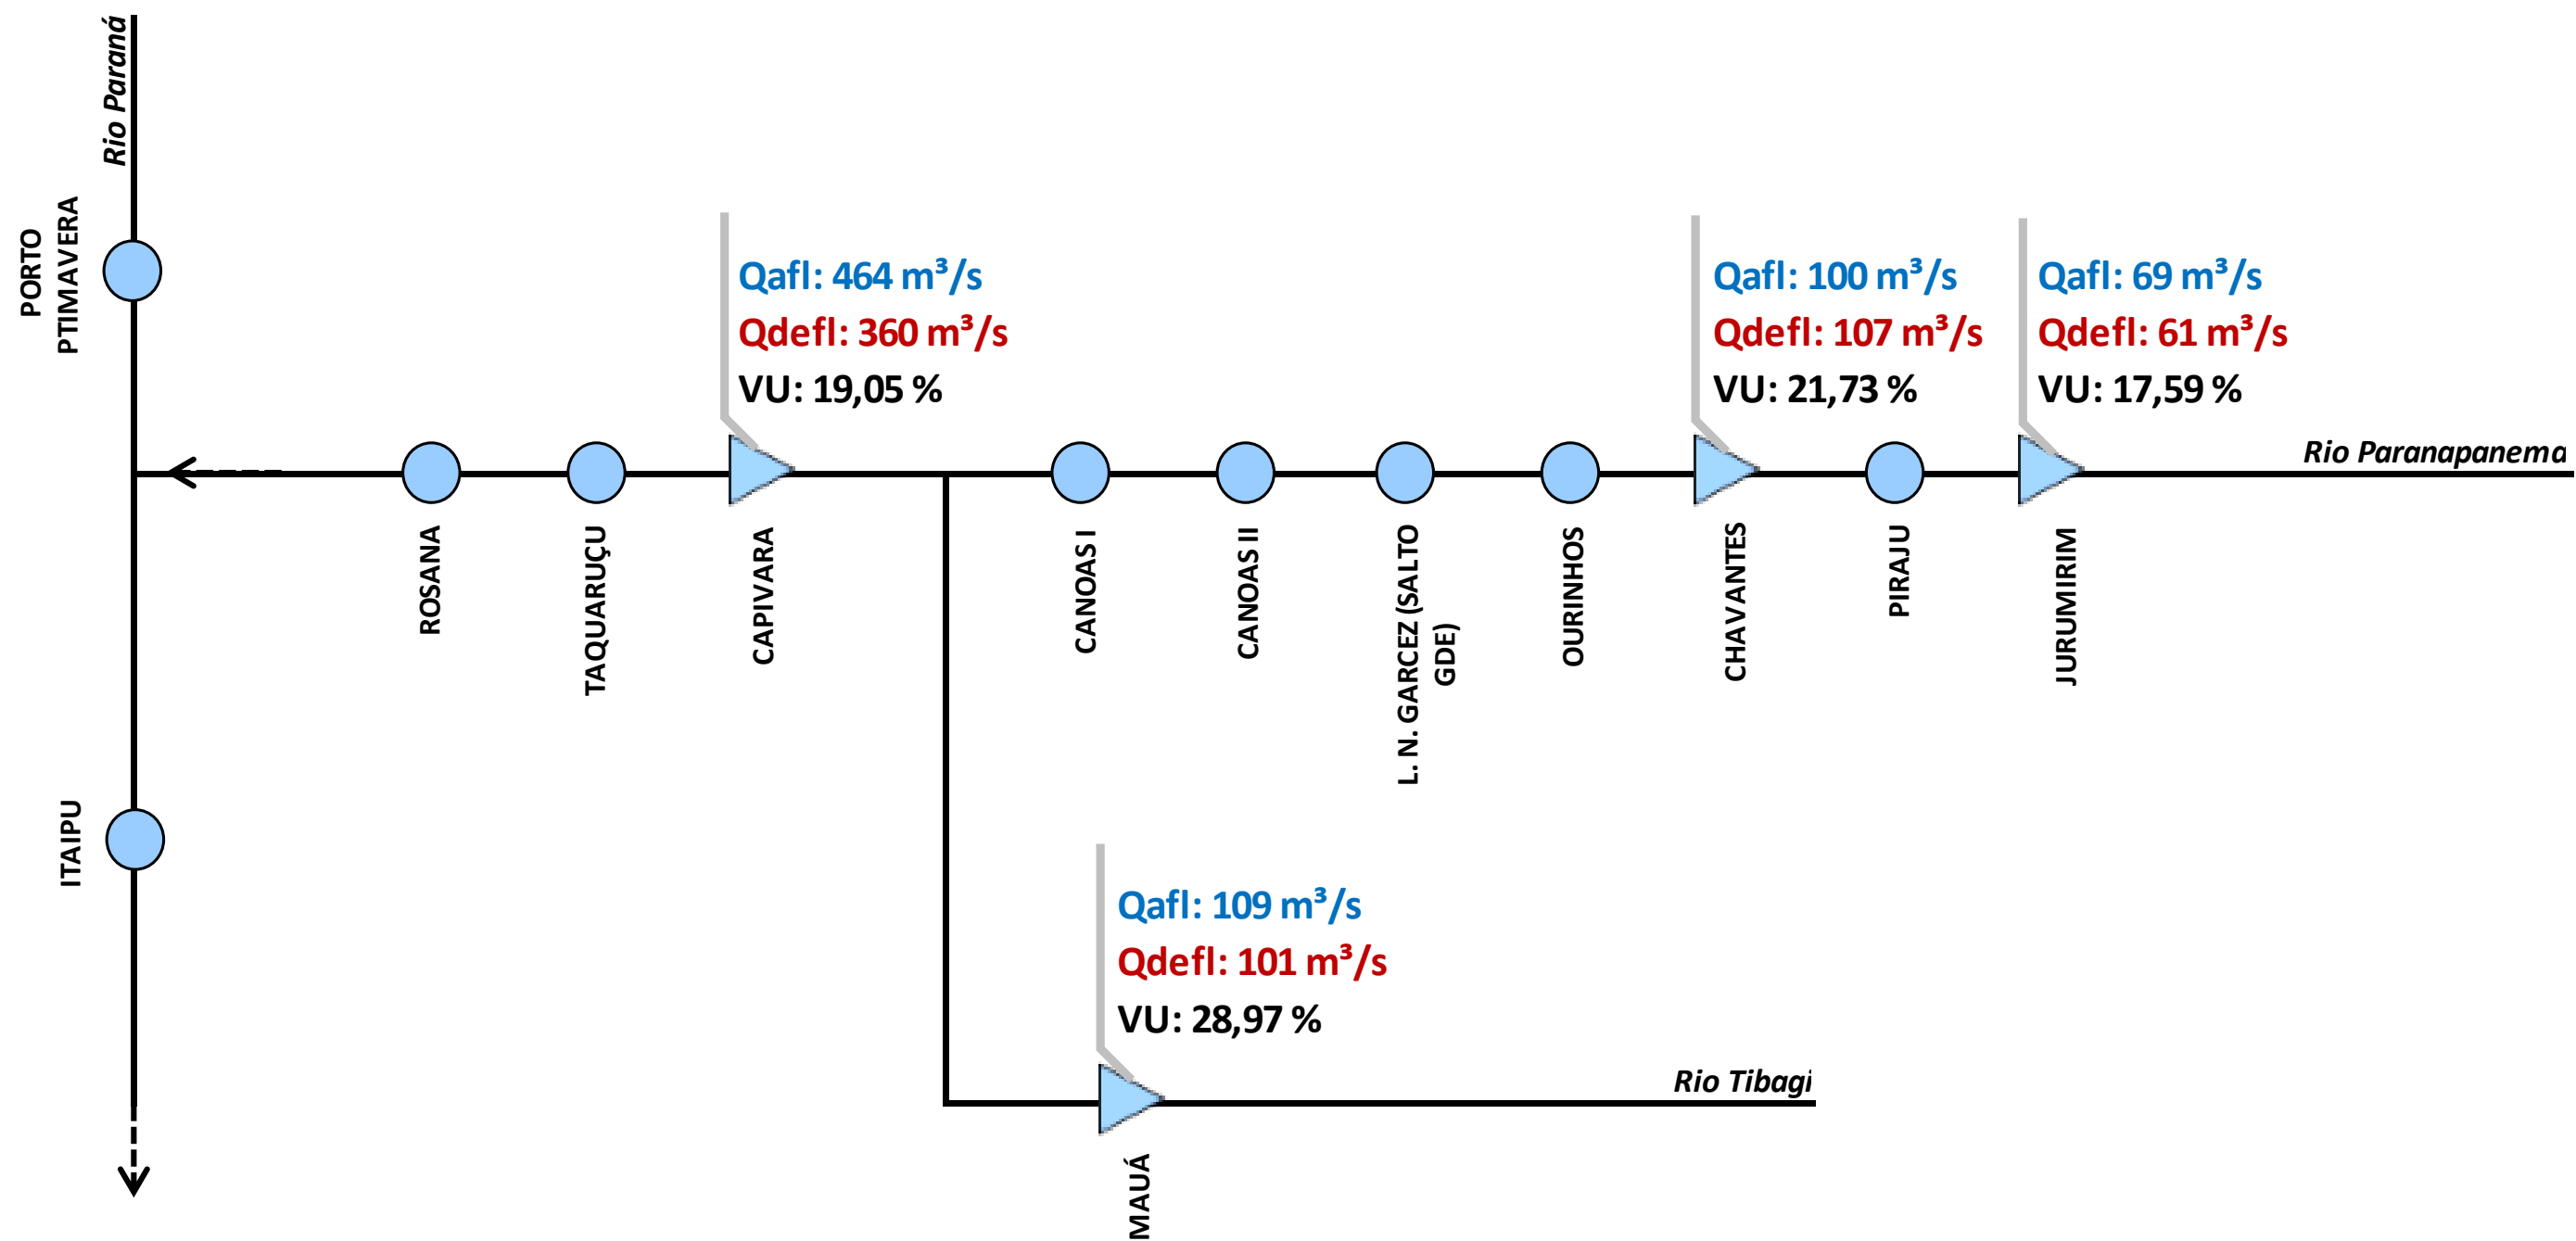 Rio Paraná
PORTO
PTIMAVERA
Qafl: 464 m³/s
Qdefl: 360 m³/s
VU: 19,05 %
Qafl: 100 m³/s
Qdefl: 107 m³/s
VU: 21,73 %
Qafl: 69 m³/s
Qdefl: 61 m³/s
VU: 17,59 %
Rio Paranapanema
ROSANA
TAQUARUÇU
CAPIVARA
CANOAS I
CANOAS II
L. N. GARCEZ (SALTO
GDE)
OURINHOS
CHAVANTES
PIRAJU
JURUMIRIM
ITAIPU
Qafl: 109 m³/s
Qdefl: 101 m³/s
VU: 28,97 %
Rio Tibagi
MAUÁ